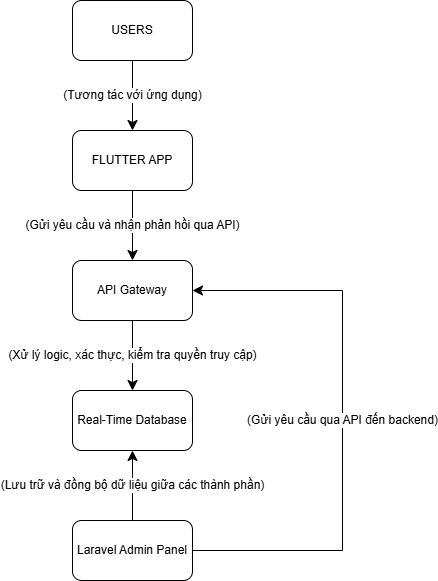 USERS
(Tương tác với ứng dụng)
FLUTTER APP
(Gửi yêu cầu và nhận phản hồi qua API)
API Gateway
(Xử lý logic, xác thực, kiểm tra quyền truy cập)
Real-Time Database
(Gửi yêu cầu qua API đến backend)
(Lưu trữ và đồng bộ dữ liệu giữa các thành phần)
Laravel Admin Panel